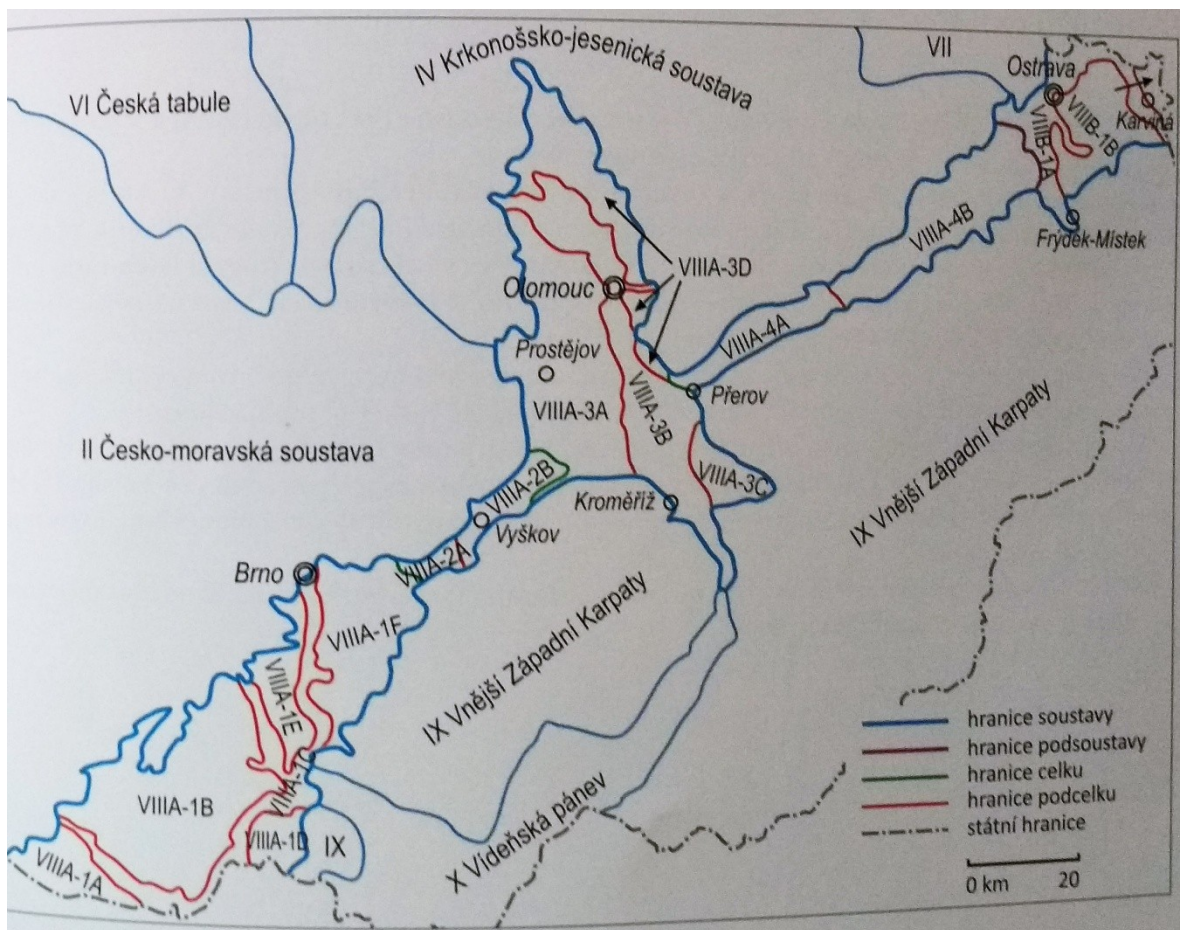 IV Krkonošsko-jesenická soustava
VII
Ostrava
VI Česká tabule
Karviná
VIIIB-1B
VIIIB-1A
VIIIA-4B
Frýdek-Místek
VIIIA-3D
Olomouc
VIIIA-4A
Prostějov
VIIIA-3B
Přerov
VIIIA-3A
II Česko-moravská soustava
VIIIA-3C
VIIIA-2B
Kroměříž
IX Vnější Západní Karpaty
Vyškov
VIIIA-2A
Brno
VIIIA-1F
IX Vnější Západní Karpaty
VIIIA-1E
hranice soustavy
hranice podsoustavy
hranice celku
hranice podcelku
státní hranice
VIIIA-1C
VIIIA-1B
VIIIA-1D
IX
X Vídeňská pánev
VIIIA-1A
0 km 20